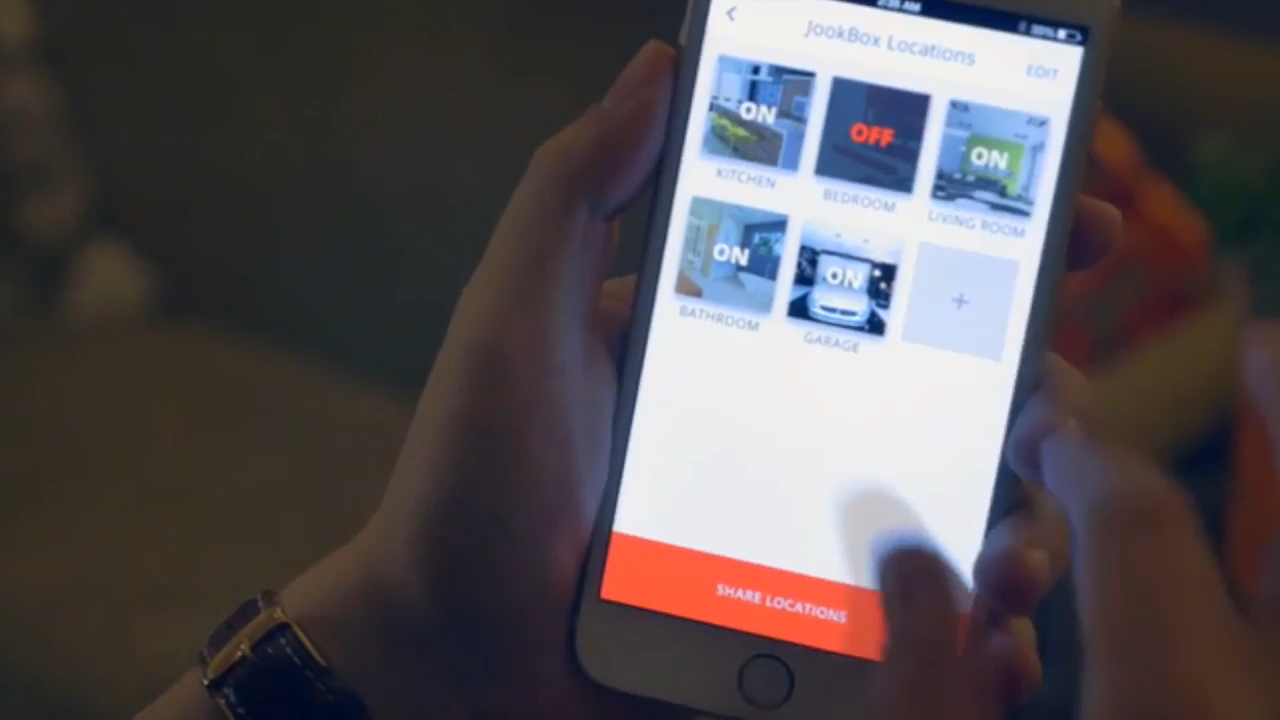 JookBox Locations
EDIT
ON
OFF
ON
KITCHEN
BEDROOM
LIVING ROOM
ON
ON
+
BATHROOM
GARAGE
SHARE LOCATIONS